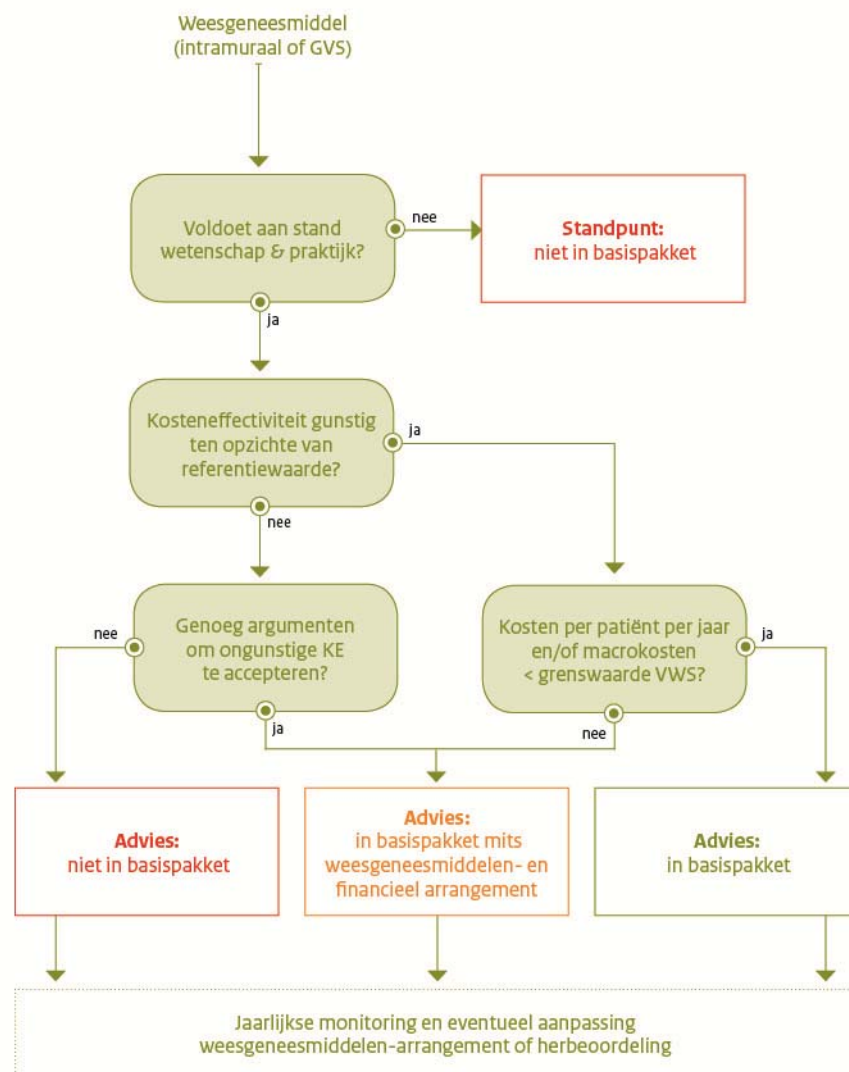 Weesgeneesmiddel
(intramuraal of GVS)
Voldoet aan stand
wetenschap & praktijk?
nee
Standpunt:
niet in basispakket
ja
Kosteneffectiviteit gunstig
ten opzichte van
referentiewaarde?
ja
nee
nee
Genoeg argumenten
om ongunstige KE
te accepteren?
Kosten per patiënt per jaar
en/of macrokosten
< grenswaarde VWS?
ja
ja
nee
Advies:
niet in basispakket
Advies:
in basispakket mits
weesgeneesmiddelen- en
financieel arrangement
Advies:
in basispakket
Jaarlijkse monitoring en eventueel aanpassing
weesgeneesmiddelen-arrangement of herbeoordeling